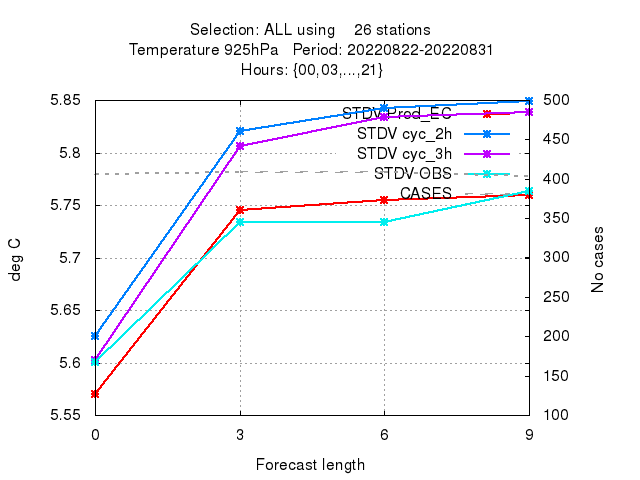 Selection: ALL using 26 stations
Temperature 925hPa Period: 20220822-20220831
Hours: {00,03,...,21}
5.85
5.8
5.75
5.7
5.65
5.6
5.55
500
450
400
350
300
250
200
150
100
STDV Prod_EC
STDV cyc_2h
STDV cyc_3h
STDV OBS
CASES
deg C
No cases
0 3 6 9
Forecast length